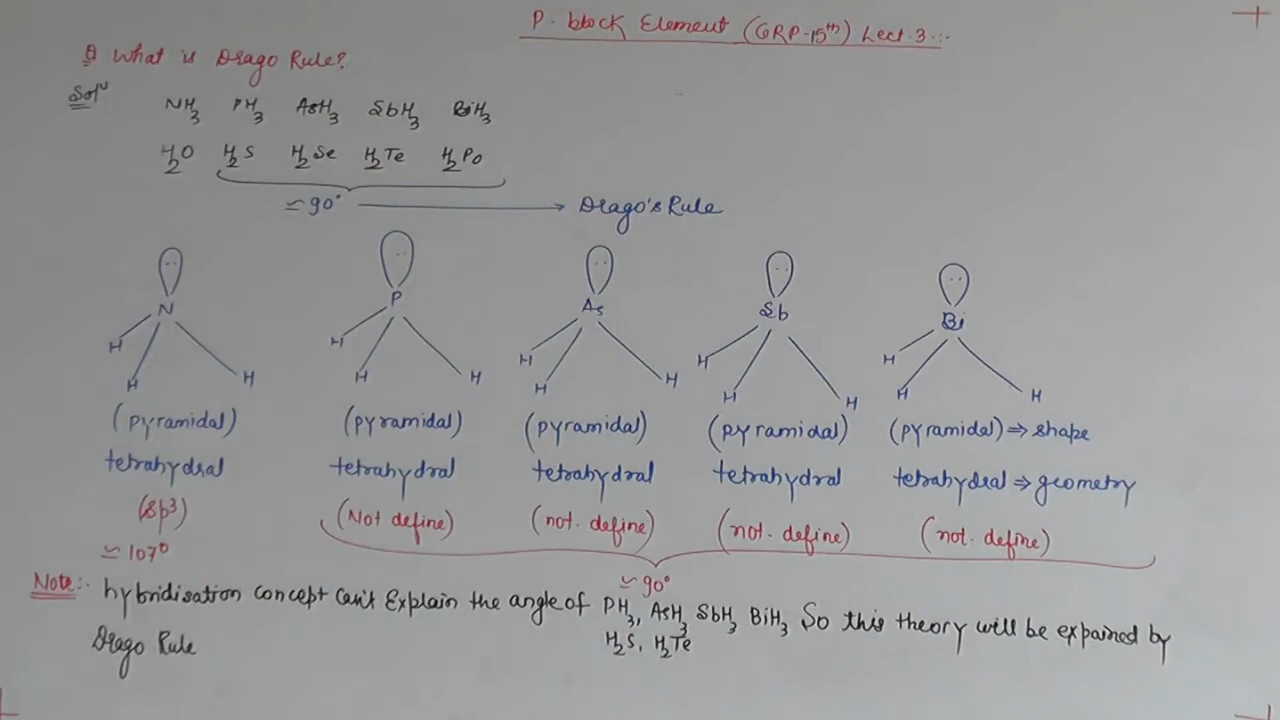 P-block Element (GRP-15th) Lect.3:-
Q What is Drago Rule?
Solⁿ NH3 PH3 AsH3 SbH3 BiH3
H2O H2S H2Se H2Te H2Po
≃90° → Drago's Rule
N P As Sb Bi
H H H H H H H H H H H H H H H
(pyramidal) (pyramidal) (pyramidal) (pyramidal) (pyramidal) ⇒ shape
tetrahydral tetrahydral tetrahydral tetrahydral tetrahydral ⇒ geometry
(sp³) (Not define) (not. define) (not. define) (not. define)
≃107° ≃90°
Note:- hybridisation concept can't Explain the angle of PH3, AsH3 SbH3 BiH3 So this theory will be expained by
H2S, H2Te
Drago Rule